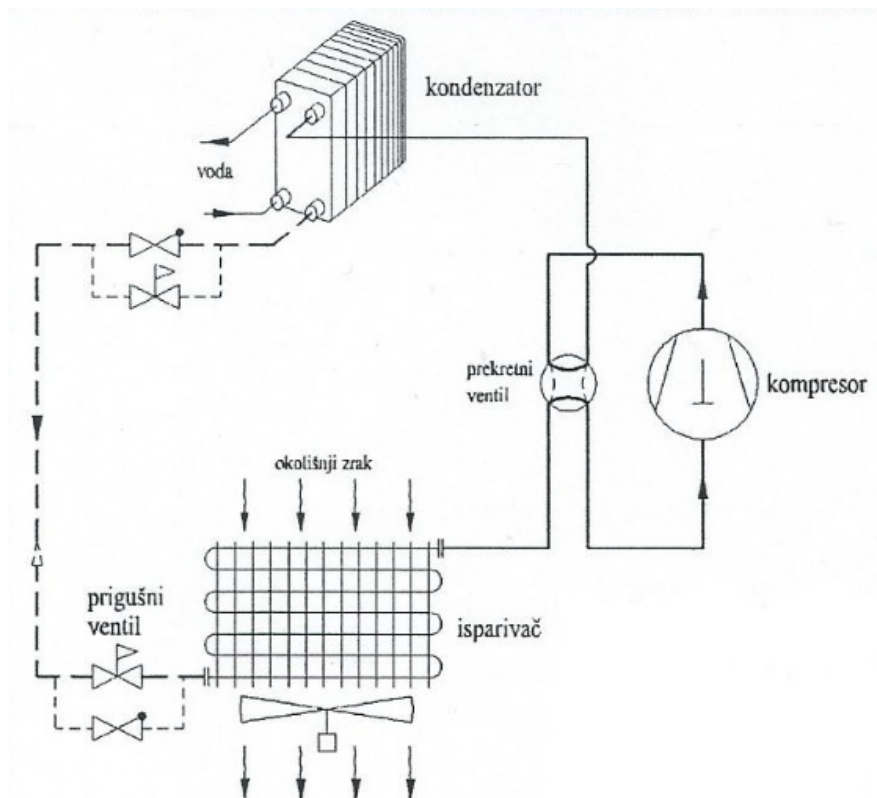 kondenzator
voda
prekretni
ventil
kompresor
okolišnji zrak
prigušni
ventil
isparivač